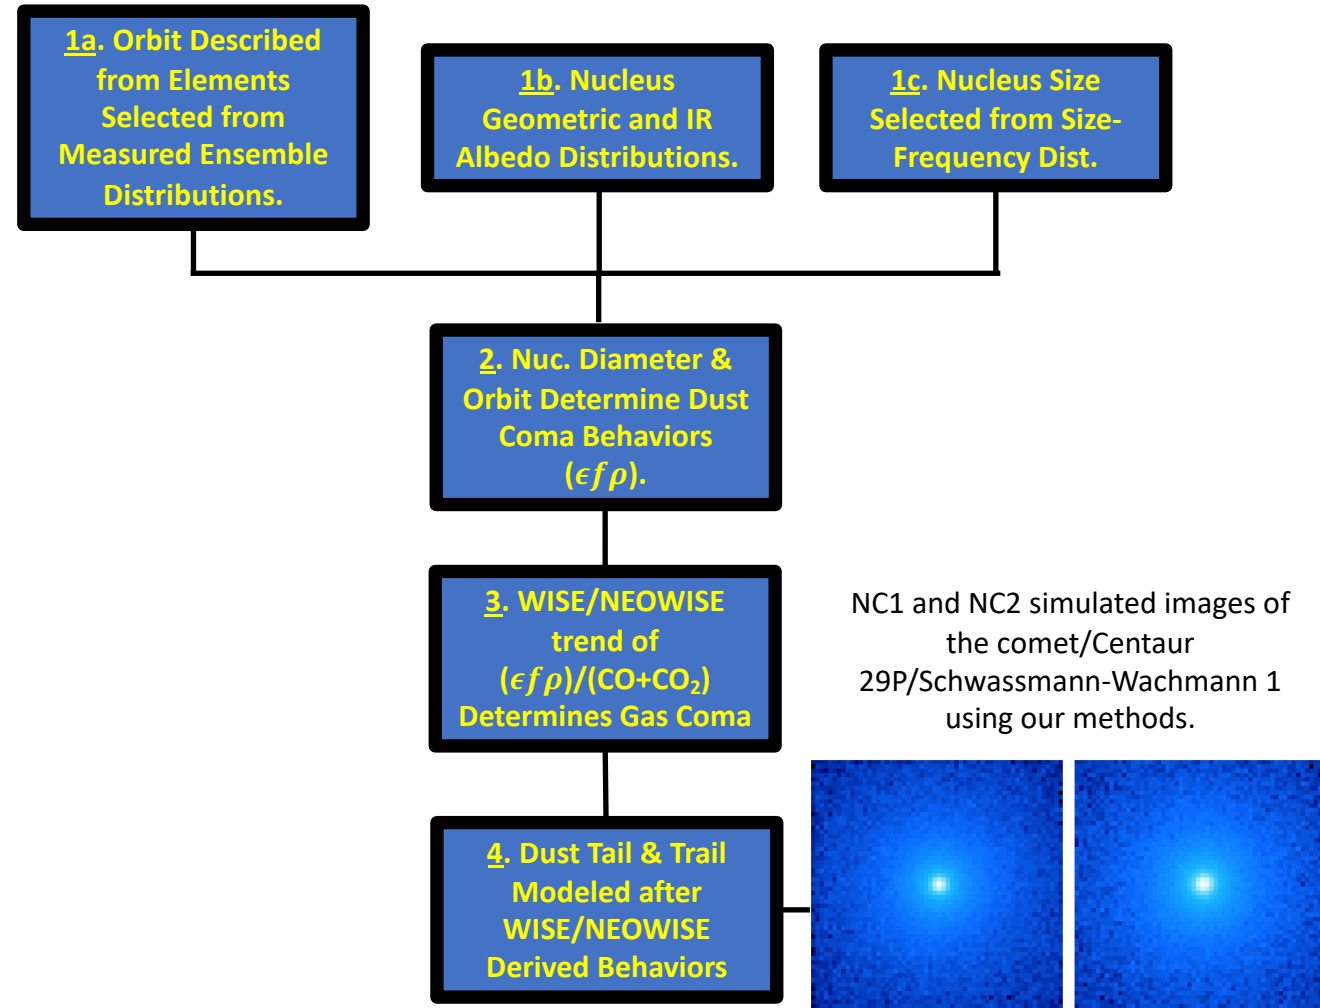 1a. Orbit Described
from Elements
Selected from
Measured Ensemble
Distributions.
1b. Nucleus
Geometric and IR
Albedo Distributions.
1c. Nucleus Size
Selected from Size-
Frequency Dist.
2. Nuc. Diameter &
Orbit Determine Dust
Coma Behaviors
(ϵfρ).
3. WISE/NEOWISE
trend of
(ϵfρ)/(CO+CO₂)
Determines Gas Coma
4. Dust Tail & Trail
Modeled after
WISE/NEOWISE
Derived Behaviors
NC1 and NC2 simulated images of
the comet/Centaur
29P/Schwassmann-Wachmann 1
using our methods.